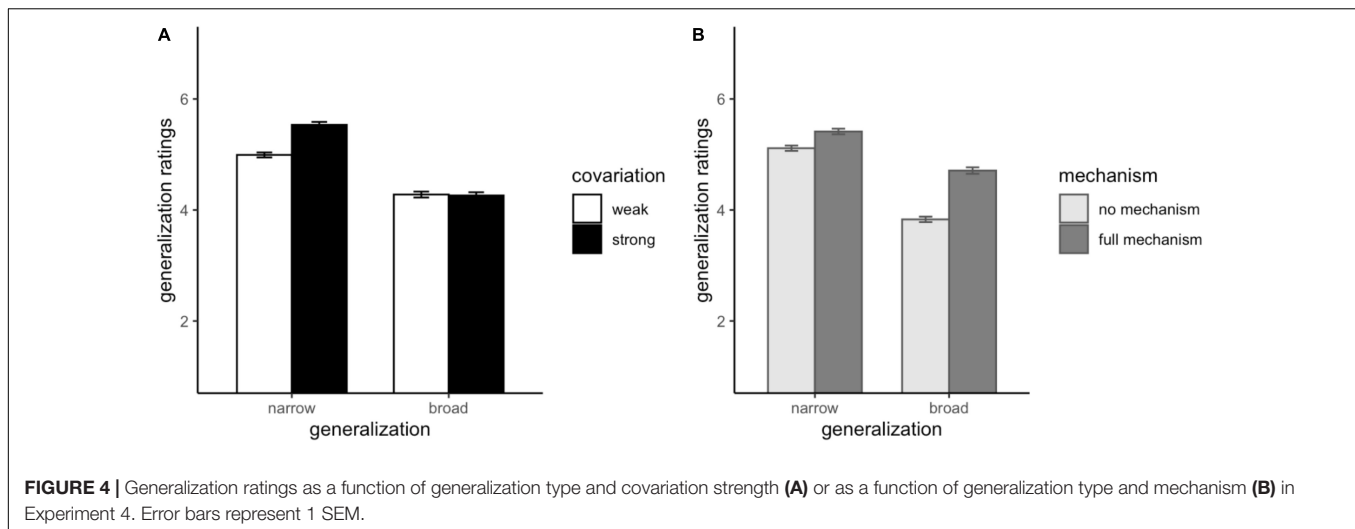 A
generalization ratings
6
4
2
narrow
broad
generalization
covariation
weak
strong
B
generalization ratings
6
4
2
narrow
broad
generalization
mechanism
no mechanism
full mechanism
FIGURE 4 | Generalization ratings as a function of generalization type and covariation strength (A) or as a function of generalization type and mechanism (B) in
Experiment 4. Error bars represent 1 SEM.